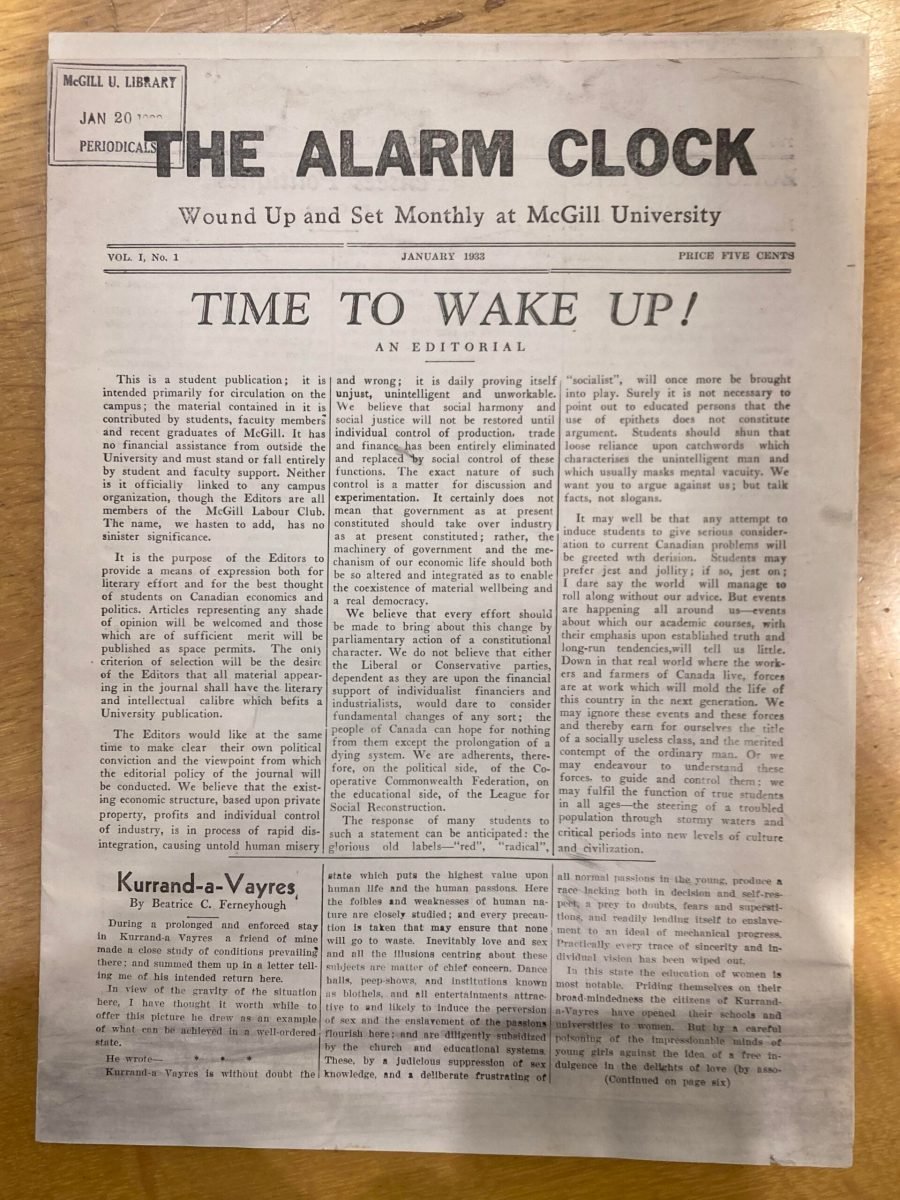 McGILL U. LIBRARY
JAN 20
PERIODICALS
THE ALARM CLOCK
Wound Up and Set Monthly at McGill University
VOL. I, No. 1
JANUARY 1933
PRICE FIVE CENTS
TIME TO WAKE UP!
AN EDITORIAL
This is a student publication; it is
intended primarily for circulation on the
campus; the material contained in it is
contributed by students, faculty members
and recent graduates of McGill. It has
no financial assistance from outside the
University and must stand or fall entirely
by student and faculty support. Neither
is it officially linked to any campus
organization, though the Editors are all
members of the McGill Labour Club.
The name, we hasten to add, has no
sinister significance.
It is the purpose of the Editors to
provide a means of expression both for
literary effort and for the best thought
of students on Canadian economics and
politics. Articles representing any shade
of opinion will be welcomed and those
which are of sufficient merit will be
published as space permits. The only
criterion of selection will be the desire
of the Editors that all material appear-
ing in the journal shall have the literary
and intellectual calibre which befits a
University publication.
The Editors would like at the same
time to make clear their own political
conviction and the viewpoint from which
the editorial policy of the journal will
be conducted. We believe that the exist-
ing economic structure, based upon private
property, profits and individual control
of industry, is in process of rapid dis-
integration, causing untold human misery
and wrong; it is daily proving itself
unjust, unintelligent and unworkable.
We believe that social harmony and
social justice will not be restored until
individual control of production. trade
and finance has been entirely eliminated
and replaced by social control of these
functions. The exact nature of such
control is a matter for discussion and
experimentation. It certainly does not
mean that government as at present
constituted should take over industry
as at present constituted; rather, the
machinery of government and the me-
chanism of our economic life should both
be so altered and integrated as to enable
the coexistence of material wellbeing and
a real democracy.
We believe that every effort should
be made to bring about this change by
parliamentary action of a constitutional
character. We do not believe that either
the Liberal or Conservative parties,
dependent as they are upon the financial
support of individualist financiers and
industrialists, would dare to consider
fundamental changes of any sort; the
people of Canada can hope for nothing
from them except the prolongation of a
dying system. We are adherents, there-
fore, on the political side, of the Co-
operative Commonwealth Federation, on
the educational side, of the League for
Social Reconstruction.
The response of many students to
such a statement can be anticipated: the
glorious old labels—"red", "radical",
"socialist", will once more be brought
into play. Surely it is not necessary to
point out to educated persons that the
use of epithets does not constitute
argument. Students should shun that
loose reliance upon catchwords which
characterises the unintelligent man and
which usually masks mental vacuity. We
want you to argue against us; but talk
facts, not slogans.
It may well be that any attempt to
induce students to give serious consider-
ation to current Canadian problems will
be greeted wth derision. Students may
prefer jest and jollity; if so, jest on;
I dare say the world will manage to
roll along without our advice. But events
are happening all around us—events
about which our academic courses, with
their emphasis upon established truth and
long-run tendencies,will tell us little.
Down in that real world where the work-
ers and farmers of Canada live, forces
are at work which will mold the life of
this country in the next generation. We
may ignore these events and these forces
and thereby earn for ourselves the title
of a socially useless class, and the merited
contempt of the ordinary man. Or we
may endeavour to understand these
forces, to guide and control them; we
may fulfil the function of true students
in all ages—the steering of a troubled
population through stormy waters and
critical periods into new levels of culture
and civilization.
Kurrand-a-Vayres
By Beatrice C. Ferneyhough
During a prolonged and enforced stay
in Kurrand-a Vayres a friend of mine
made a close study of conditions prevailing
there; and summed them up in a letter tell-
ing me of his intended return here.
In view of the gravity of the situation
here, I have thought it worth while to
offer this picture he drew as an example
of what can be achieved in a well-ordered
state.
He wrote— * * *
Kurrand-a Vayres is without doubt the
state which puts the highest value upon
human life and the human passions. Here
the foibles and weaknesses of human na-
ture are closely studied; and every precau-
tion is taken that may ensure that none
will go to waste. Inevitably love and sex
and all the illusions centring about these
subjects are matter of chief concern. Dance
halls, peep-shows, and institutions known
as blothels, and all entertainments attrac-
tive to and likely to induce the perversion
of sex and the enslavement of the passions
flourish here; and are diligently subsidized
by the church and educational systems.
These, by a judicious suppression of sex
knowledge, and a deliberate frustrating of
all normal passions in the young, produce a
race lacking both in decision and self-res-
pect, a prey to doubts, fears and supersti-
tions, and readily lending itself to enslave-
ment to an ideal of mechanical progress.
Practically every trace of sincerity and in-
dividual vision has been wiped out.
In this state the education of women is
most notable. Priding themselves on their
broad-mindedness the citizens of Kurrand-
a-Vayres have opened their schools and
universities to women. But by a careful
poisoning of the impressionable minds of
young girls against the idea of a free in-
dulgence in the delights of love (by asso-
(Continued on page six)